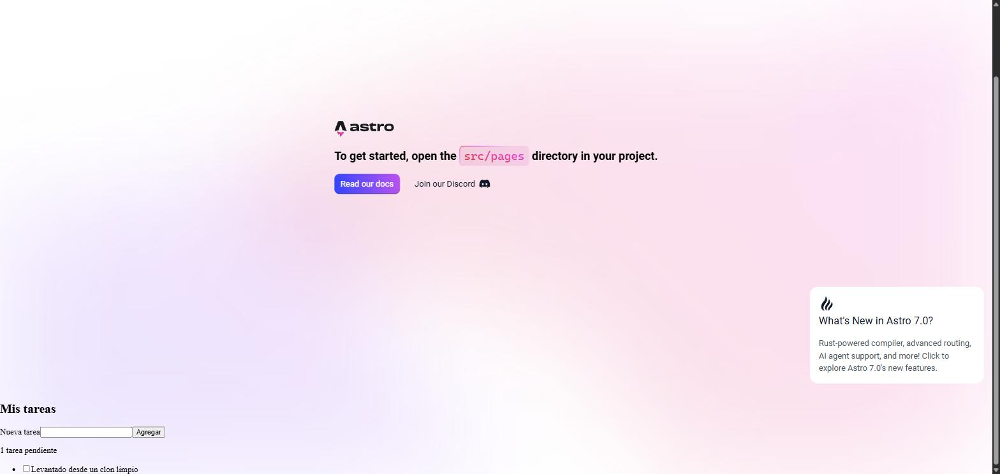 astro
To get started, open the src/pages directory in your project.
Read our docs
Join our Discord
What's New in Astro 7.0?
Rust-powered compiler, advanced routing,
AI agent support, and more! Click to
explore Astro 7.0's new features.
Mis tareas
Nueva tarea Agregar
1 tarea pendiente
Levantado desde un clon limpio